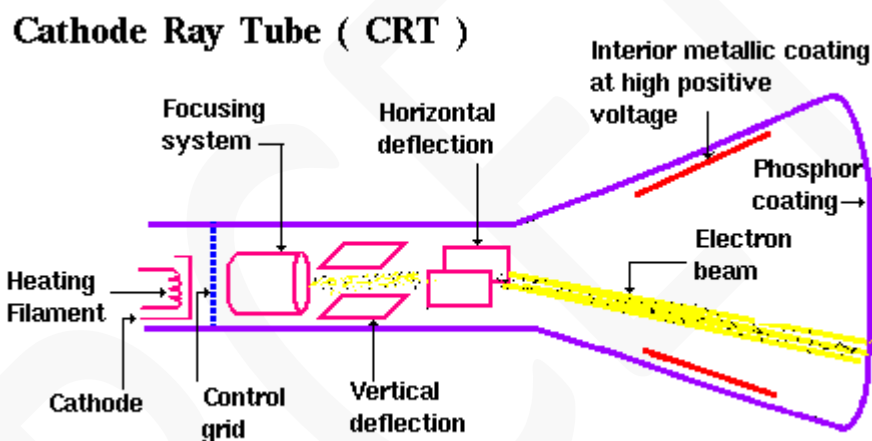 Cathode Ray Tube ( CRT )
Interior metallic coating
at high positive
voltage
Focusing
system
Horizontal
deflection
Phosphor
coating
Electron
beam
Heating
Filament
Cathode
Control
grid
Vertical
deflection